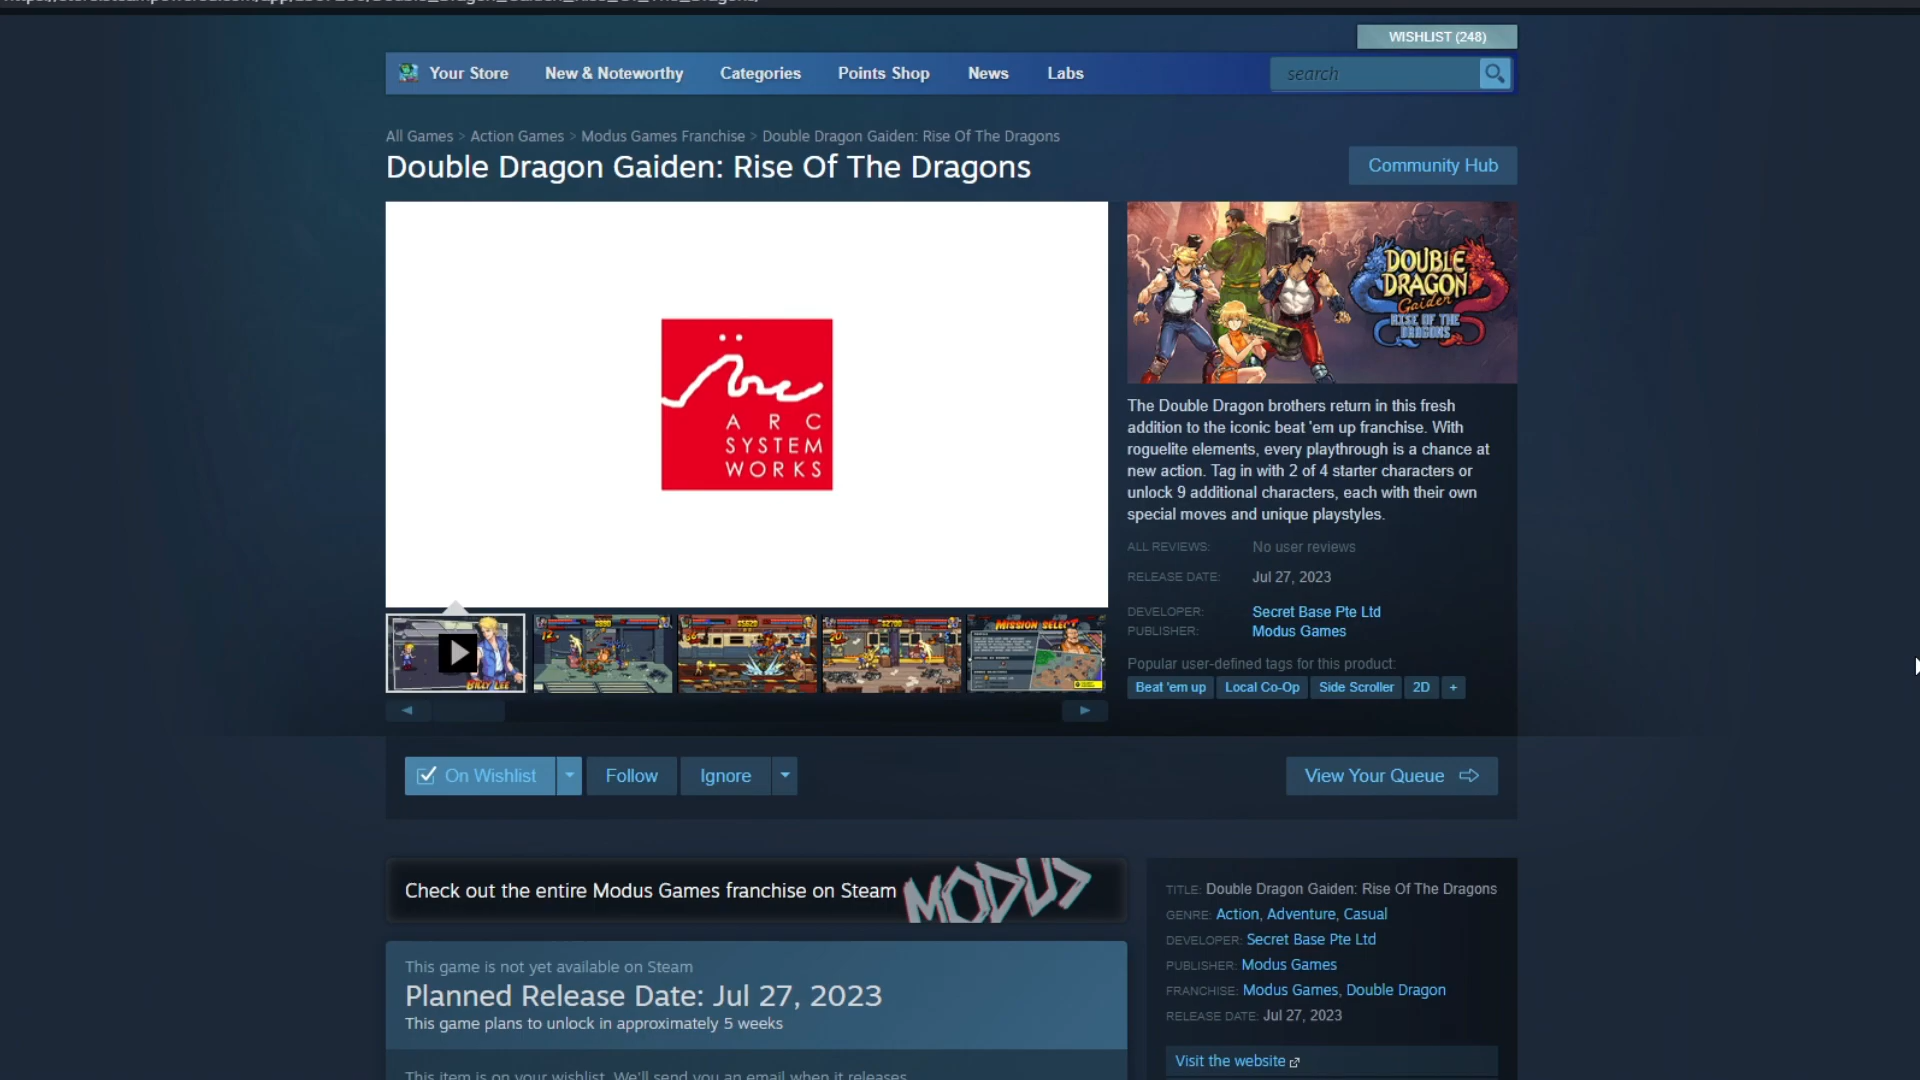 WISHLIST (248)
Your Store New & Noteworthy Categories Points Shop News Labs search
All Games > Action Games > Modus Games Franchise > Double Dragon Gaiden: Rise Of The Dragons
Double Dragon Gaiden: Rise Of The Dragons
Community Hub
ARC
SYSTEM
WORKS
DOUBLE
DRAGON
Gaiden
RISE OF THE
DRAGONS
The Double Dragon brothers return in this fresh
addition to the iconic beat 'em up franchise. With
roguelite elements, every playthrough is a chance at
new action. Tag in with 2 of 4 starter characters or
unlock 9 additional characters, each with their own
special moves and unique playstyles.
ALL REVIEWS: No user reviews
RELEASE DATE: Jul 27, 2023
DEVELOPER: Secret Base Pte Ltd
PUBLISHER: Modus Games
Popular user-defined tags for this product:
Beat 'em up Local Co-Op Side Scroller 2D +
BILLY LEE
MISSION SELECT
On Wishlist Follow Ignore View Your Queue
Check out the entire Modus Games franchise on Steam MODUS
This game is not yet available on Steam
Planned Release Date: Jul 27, 2023
This game plans to unlock in approximately 5 weeks
This item is on your wishlist. We'll send you an email when it releases
TITLE: Double Dragon Gaiden: Rise Of The Dragons
GENRE: Action, Adventure, Casual
DEVELOPER: Secret Base Pte Ltd
PUBLISHER: Modus Games
FRANCHISE: Modus Games, Double Dragon
RELEASE DATE: Jul 27, 2023
Visit the website